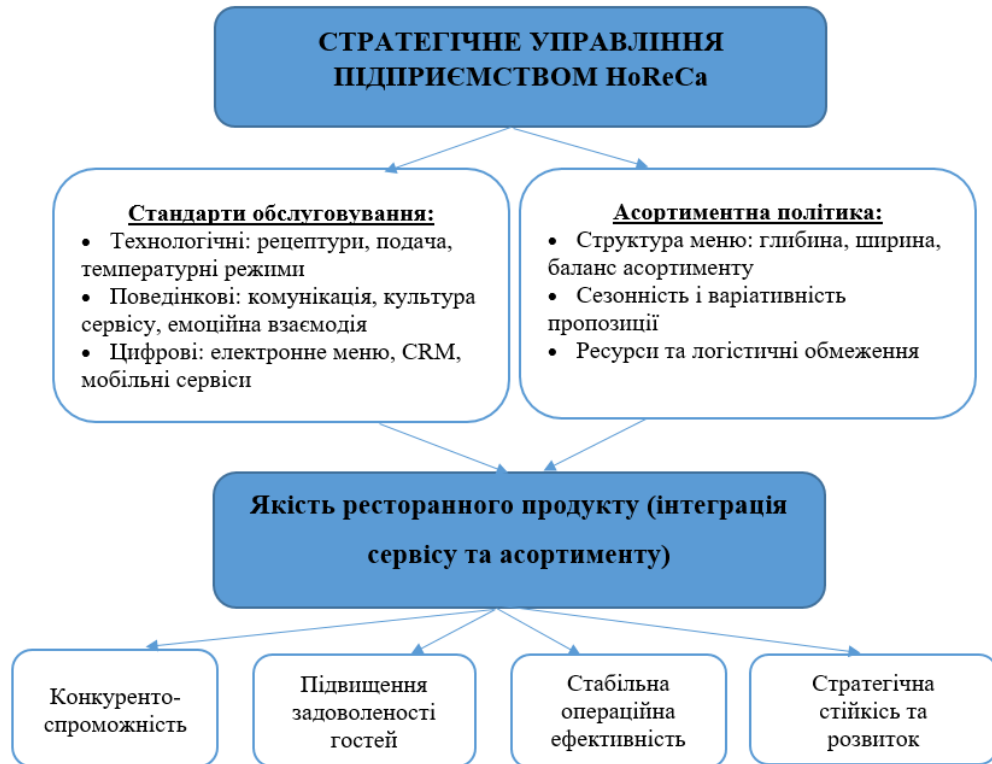 СТРАТЕГІЧНЕ УПРАВЛІННЯ
ПІДПРИЄМСТВОМ HoReCa
Стандарти обслуговування:
• Технологічні: рецептури, подача,
температурні режими
• Поведінкові: комунікація, культура
сервісу, емоційна взаємодія
• Цифрові: електронне меню, CRM,
мобільні сервіси
Асортиментна політика:
• Структура меню: глибина, ширина,
баланс асортименту
• Сезонність і варіативність
пропозиції
• Ресурси та логістичні обмеження
Якість ресторанного продукту (інтеграція
сервісу та асортименту)
Конкуренто-
спроможність
Підвищення
задоволеності
гостей
Стабільна
операційна
ефективність
Стратегічна
стійкісь та
розвиток